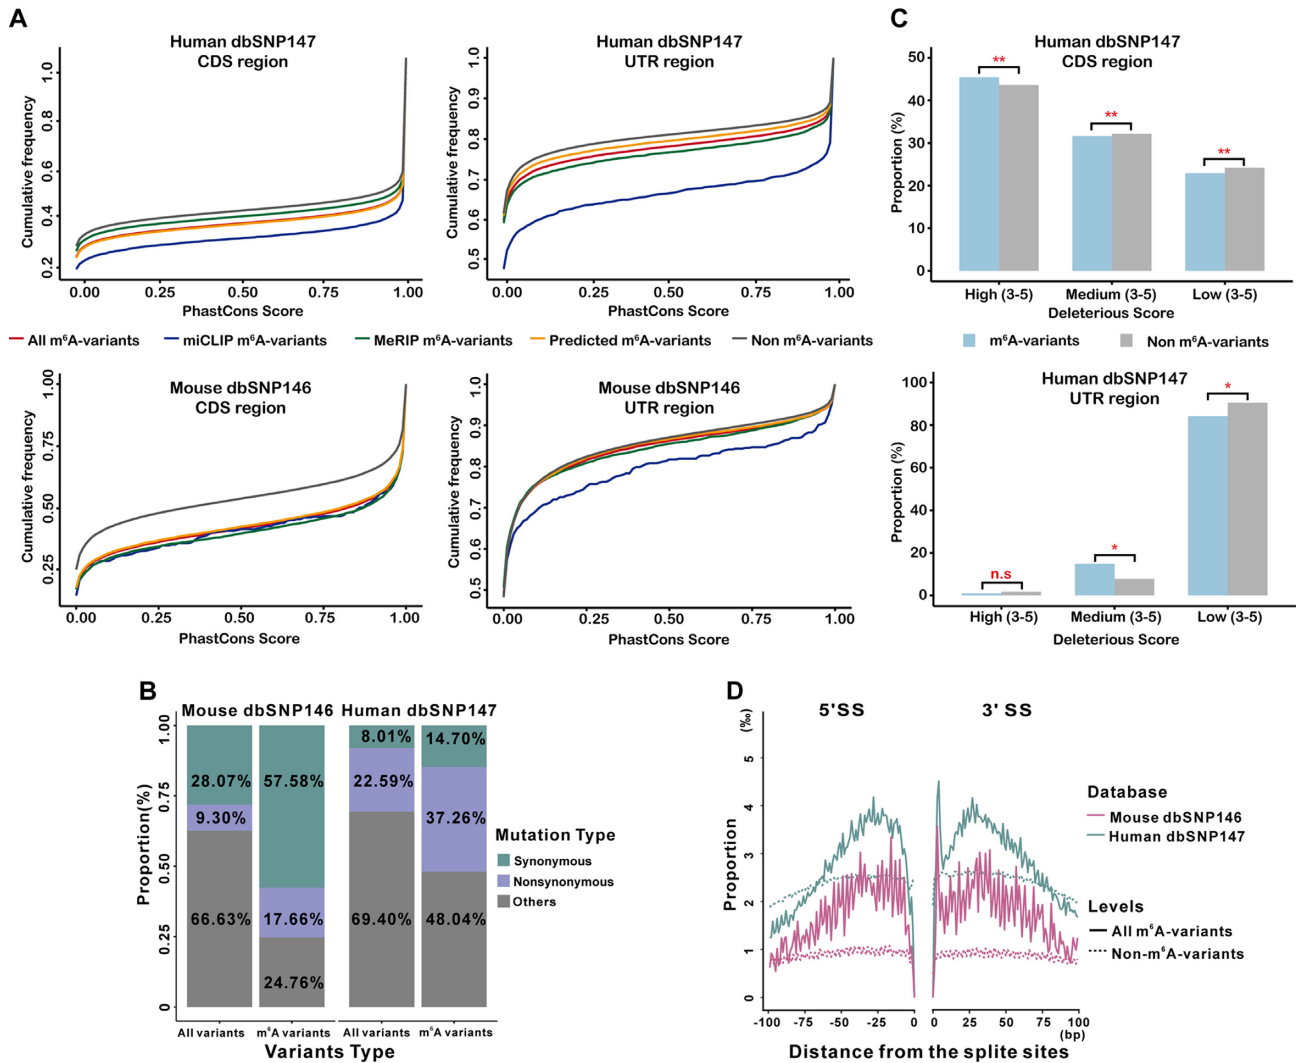 A
Human dbSNP147
CDS region
Cumulative frequency
1.0
0.8
0.6
0.4
0.2
0.00 0.25 0.50 0.75 1.00
PhastCons Score
Human dbSNP147
UTR region
Cumulative frequency
1.0
0.9
0.8
0.7
0.6
0.5
0.00 0.25 0.50 0.75 1.00
PhastCons Score
All m⁶A-variants miCLIP m⁶A-variants MeRIP m⁶A-variants Predicted m⁶A-variants Non m⁶A-variants
Mouse dbSNP146
CDS region
Cumulative frequency
1.00
0.75
0.50
0.25
0.00 0.25 0.50 0.75 1.00
PhastCons Score
Mouse dbSNP146
UTR region
Cumulative frequency
1.0
0.9
0.8
0.7
0.6
0.5
0.00 0.25 0.50 0.75 1.00
PhastCons Score
C
Human dbSNP147
CDS region
Proportion (%)
50
40
30
20
10
0
**
**
**
High (3-5) Medium (3-5) Low (3-5)
Deleterious Score
m⁶A-variants Non m⁶A-variants
Human dbSNP147
UTR region
Proportion (%)
100
80
60
40
20
0
n.s
*
*
High (3-5) Medium (3-5) Low (3-5)
Deleterious Score
B
Mouse dbSNP146 Human dbSNP147
Proportion(%)
1.00
0.75
0.50
0.25
0
28.07%
9.30%
66.63%
57.58%
17.66%
24.76%
8.01%
22.59%
69.40%
14.70%
37.26%
48.04%
All variants m⁶A variants All variants m⁶A variants
Variants Type
Mutation Type
Synonymous
Nonsynonymous
Others
D
5'SS 3' SS
(‰)
Proportion
5
4
3
2
1
0
-100 -75 -50 -25 0 0 25 50 75 100
(bp)
Distance from the splite sites
Database
Mouse dbSNP146
Human dbSNP147
Levels
All m⁶A-variants
Non-m⁶A-variants